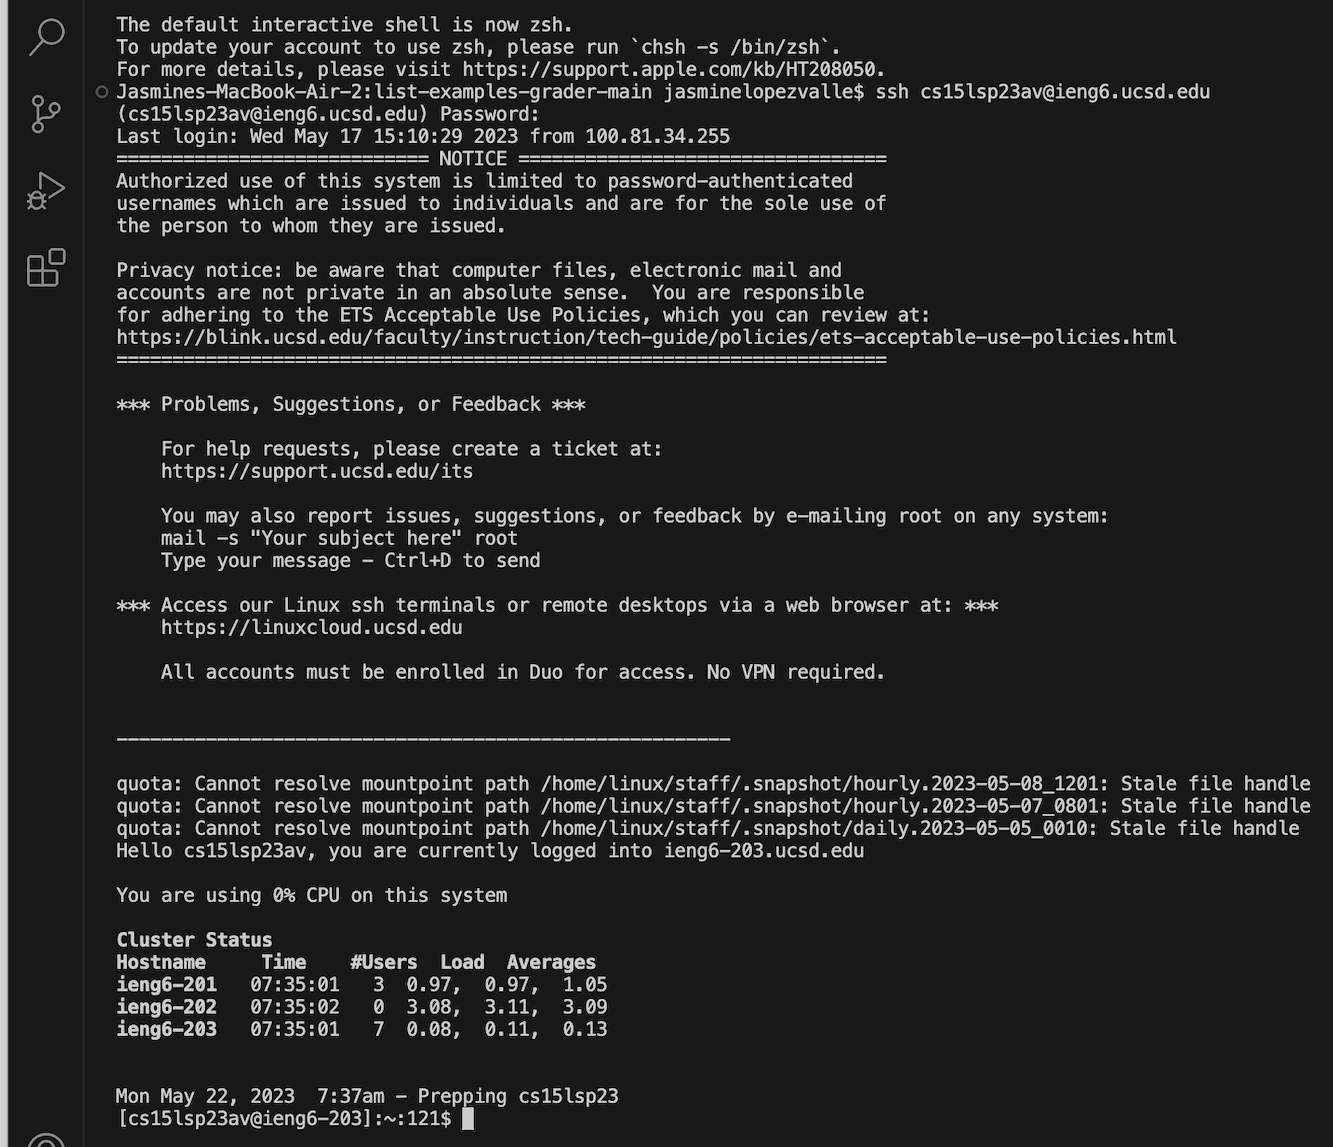 The default interactive shell is now zsh.
To update your account to use zsh, please run `chsh -s /bin/zsh`.
For more details, please visit https://support.apple.com/kb/HT208050.
Jasmines-MacBook-Air-2:list-examples-grader-main jasminelopezvalle$ ssh cs15lsp23av@ieng6.ucsd.edu
(cs15lsp23av@ieng6.ucsd.edu) Password:
Last login: Wed May 17 15:10:29 2023 from 100.81.34.255
============================ NOTICE =================================
Authorized use of this system is limited to password-authenticated
usernames which are issued to individuals and are for the sole use of
the person to whom they are issued.

Privacy notice: be aware that computer files, electronic mail and
accounts are not private in an absolute sense.  You are responsible
for adhering to the ETS Acceptable Use Policies, which you can review at:
https://blink.ucsd.edu/faculty/instruction/tech-guide/policies/ets-acceptable-use-policies.html
=====================================================================

*** Problems, Suggestions, or Feedback ***

    For help requests, please create a ticket at:
    https://support.ucsd.edu/its

    You may also report issues, suggestions, or feedback by e-mailing root on any system:
    mail -s "Your subject here" root
    Type your message - Ctrl+D to send

*** Access our Linux ssh terminals or remote desktops via a web browser at: ***
    https://linuxcloud.ucsd.edu

    All accounts must be enrolled in Duo for access. No VPN required.

-------------------------------------------------------

quota: Cannot resolve mountpoint path /home/linux/staff/.snapshot/hourly.2023-05-08_1201: Stale file handle
quota: Cannot resolve mountpoint path /home/linux/staff/.snapshot/hourly.2023-05-07_0801: Stale file handle
quota: Cannot resolve mountpoint path /home/linux/staff/.snapshot/daily.2023-05-05_0010: Stale file handle
Hello cs15lsp23av, you are currently logged into ieng6-203.ucsd.edu

You are using 0% CPU on this system

Cluster Status
Hostname     Time    #Users  Load  Averages
ieng6-201   07:35:01   3  0.97,  0.97,  1.05
ieng6-202   07:35:02   0  3.08,  3.11,  3.09
ieng6-203   07:35:01   7  0.08,  0.11,  0.13

Mon May 22, 2023  7:37am - Prepping cs15lsp23
[cs15lsp23av@ieng6-203]:~:121$